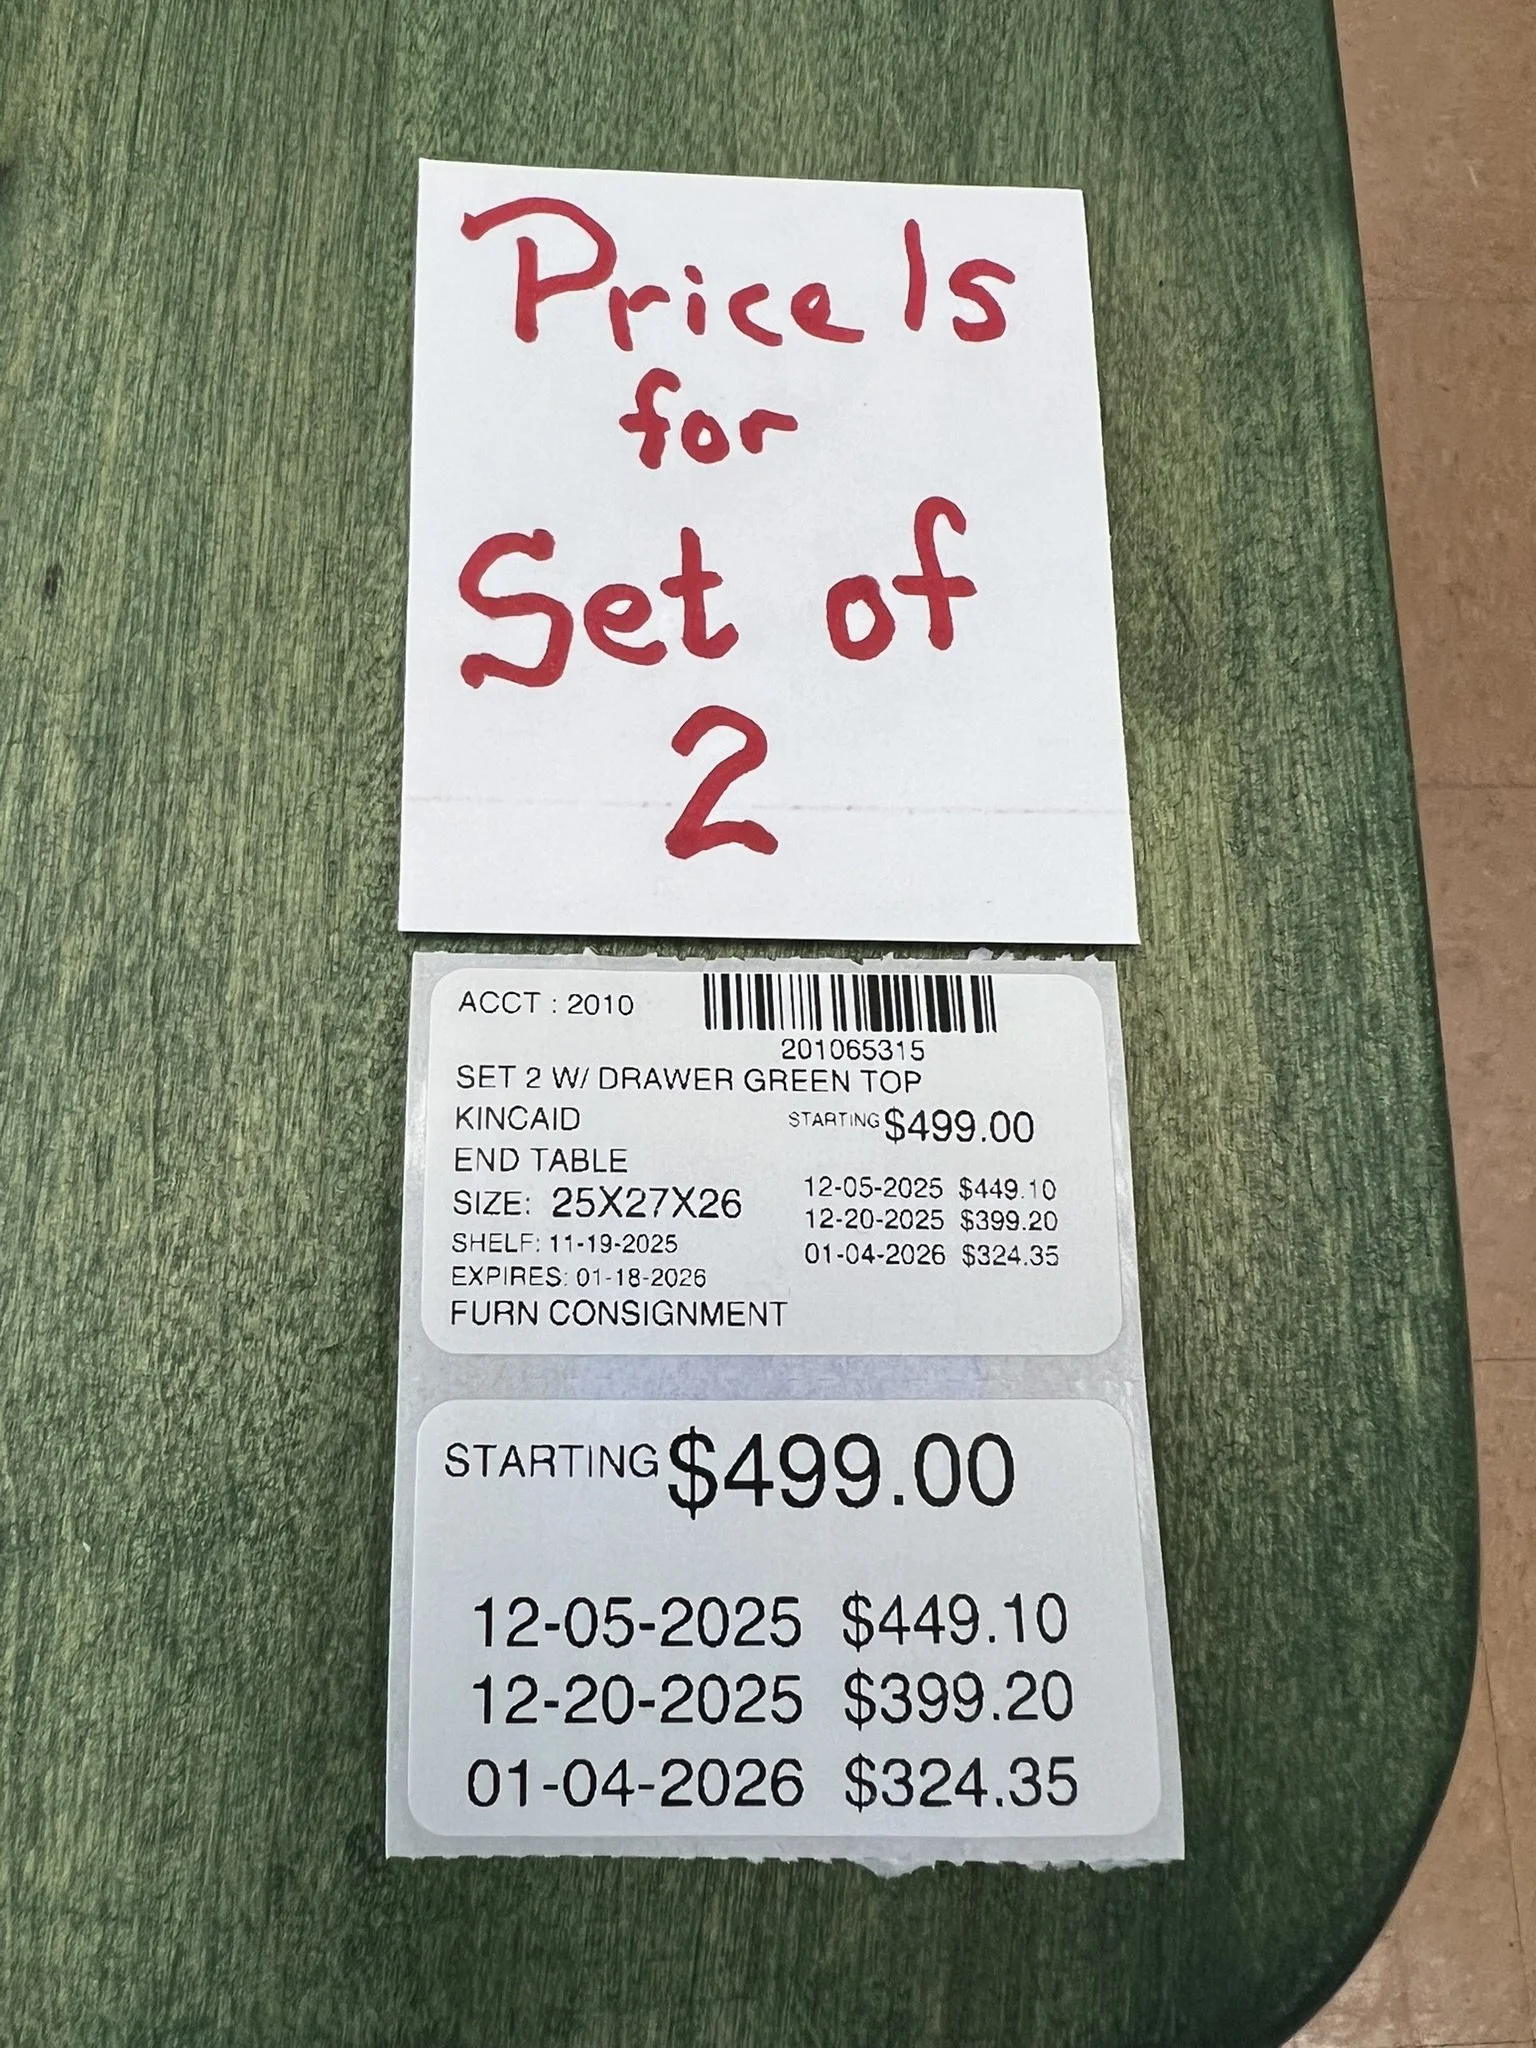 Price Is
for
Set of
2
ACCT : 2010
201065315
SET 2 W/ DRAWER GREEN TOP
KINCAID
STARTING $499.00
END TABLE
SIZE: 25X27X26
12-05-2025 $449.10
12-20-2025 $399.20
SHELF: 11-19-2025
01-04-2026 $324.35
EXPIRES: 01-18-2026
FURN CONSIGNMENT
STARTING $499.00
12-05-2025 $449.10
12-20-2025 $399.20
01-04-2026 $324.35